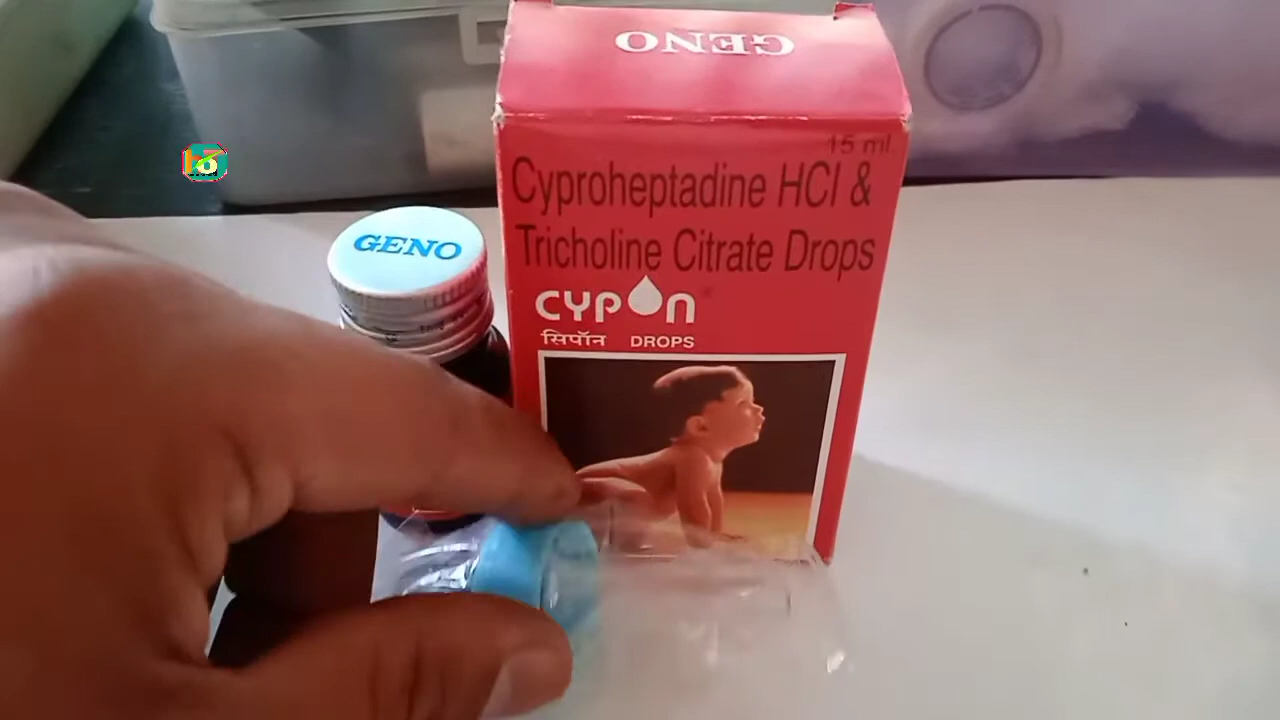 GENO
15 ml
Cyproheptadine HCl &
Tricholine Citrate Drops
CYPON
सिपॉन DROPS
GENO